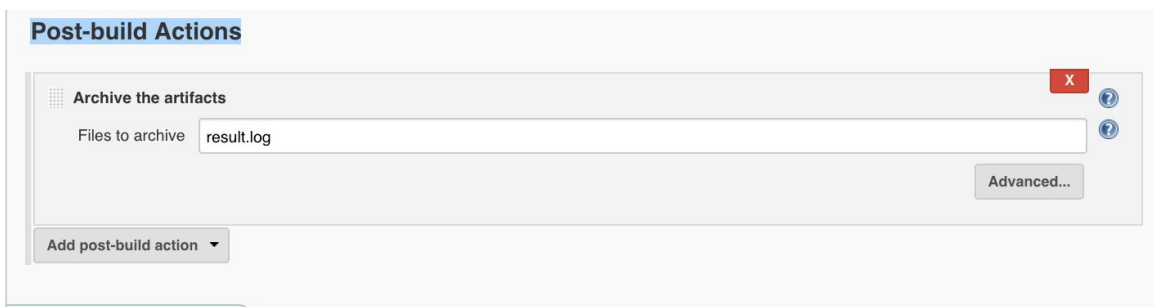 Post-build Actions
X
Archive the artifacts
?
Files to archive
result.log
?
Advanced...
Add post-build action